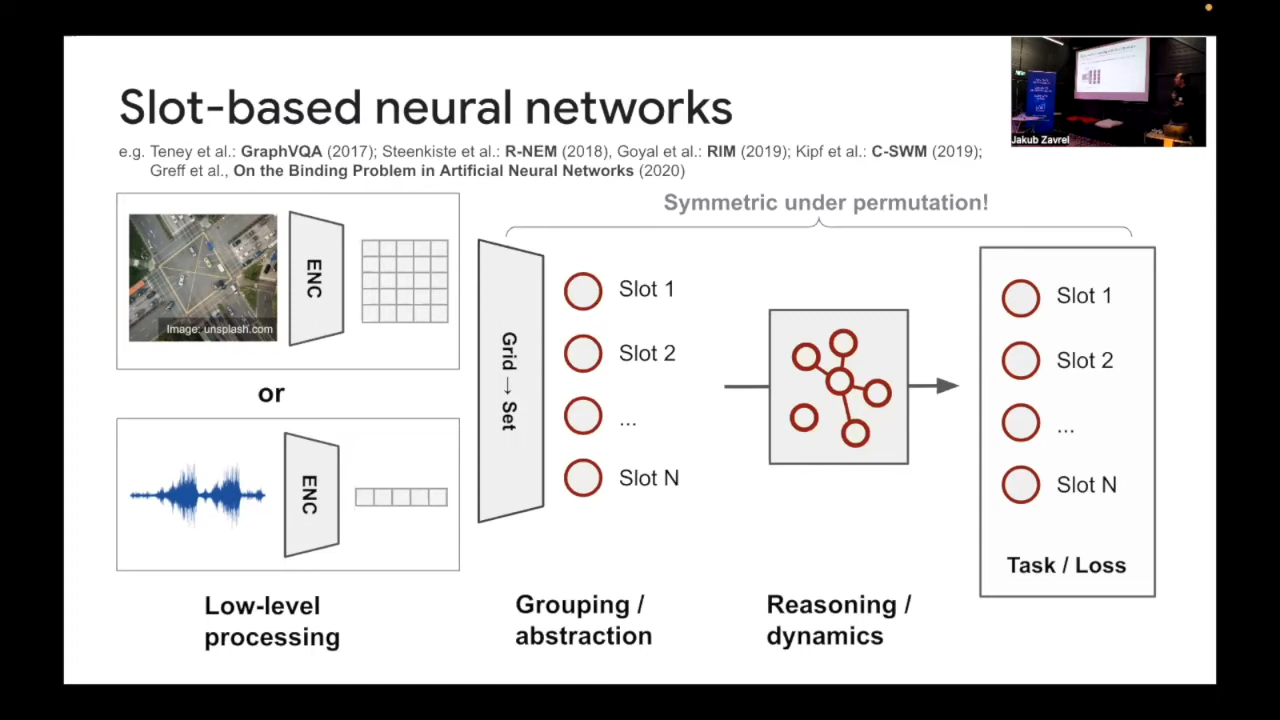 Slot-based neural networks
e.g. Teney et al.: GraphVQA (2017); Steenkiste et al.: R-NEM (2018), Goyal et al.: RIM (2019); Kipf et al.: C-SWM (2019);
Greff et al., On the Binding Problem in Artificial Neural Networks (2020)
Jakub Zavrel
Symmetric under permutation!
ENC
Image: unsplash.com
or
ENC
Low-level
processing
Grid → Set
Slot 1
Slot 2
...
Slot N
Grouping /
abstraction
Reasoning /
dynamics
Slot 1
Slot 2
...
Slot N
Task / Loss